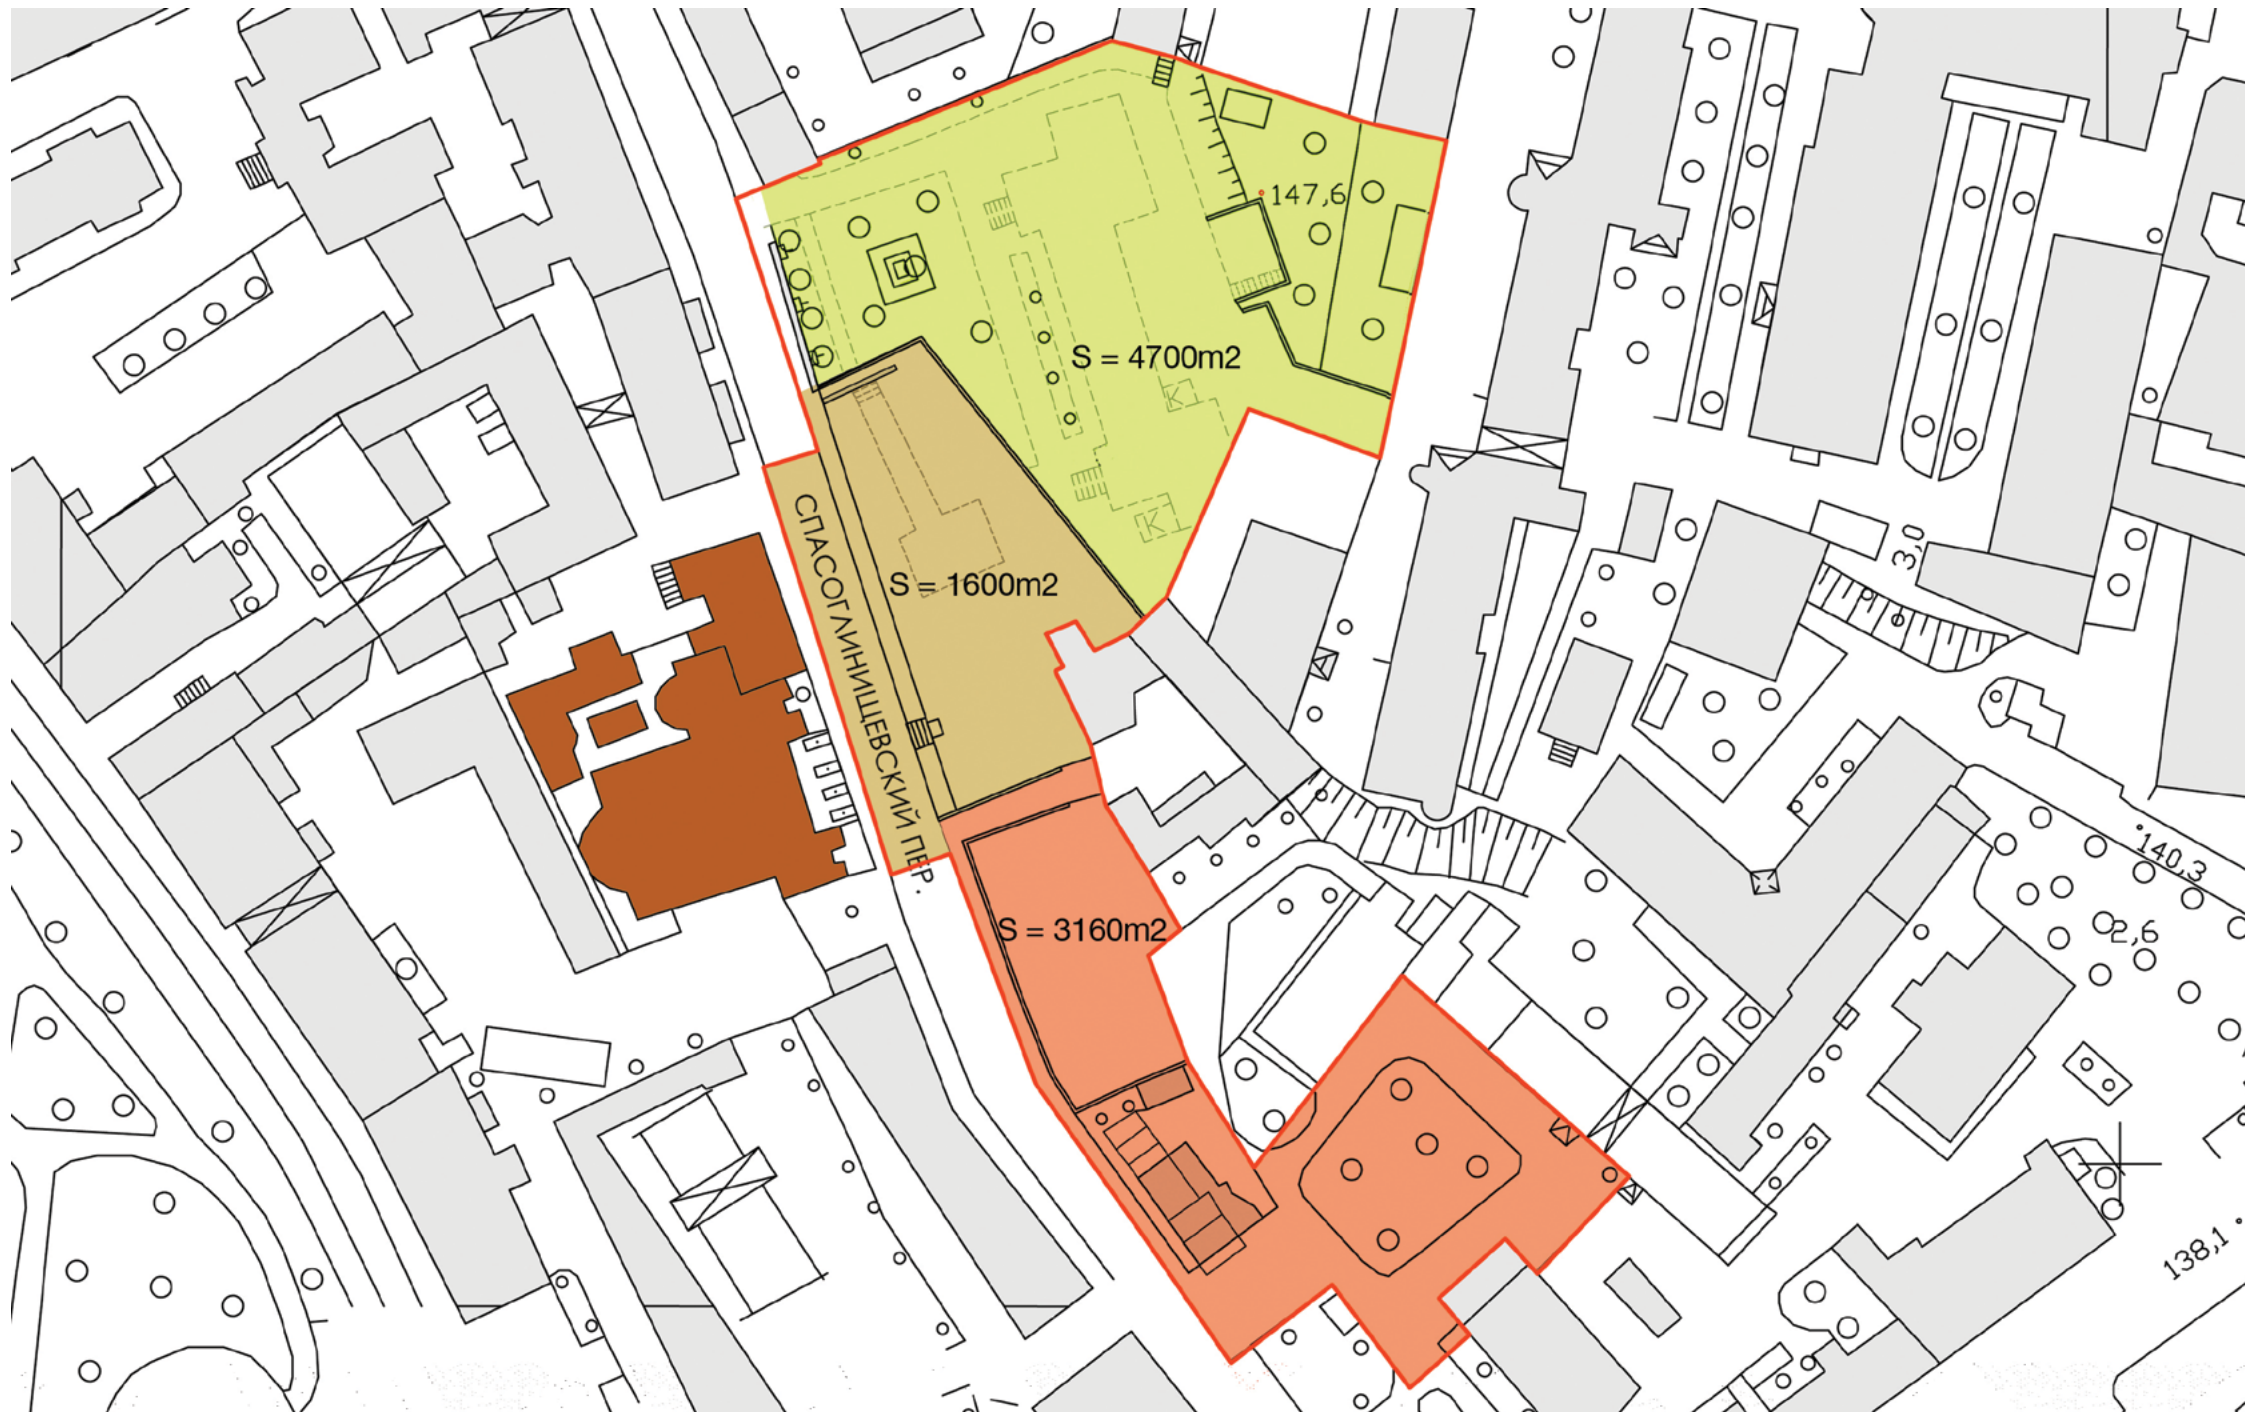 147,6
S = 4700m2
СПАСОГЛИНИЩЕВСКИЙ ПЕР.
S = 1600m2
K
K
3,0
140,3
S = 3160m2
2,6
138,1